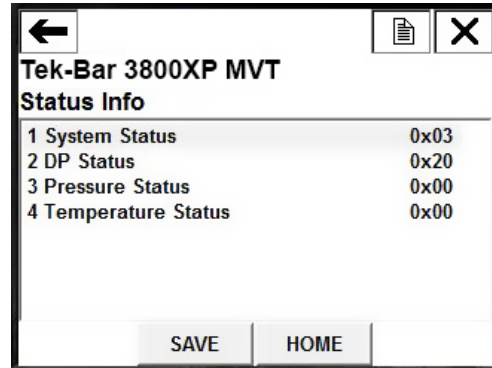 Tek-Bar 3800XP MVT
Status Info
1 System Status 0x03
2 DP Status 0x20
3 Pressure Status 0x00
4 Temperature Status 0x00
SAVE HOME